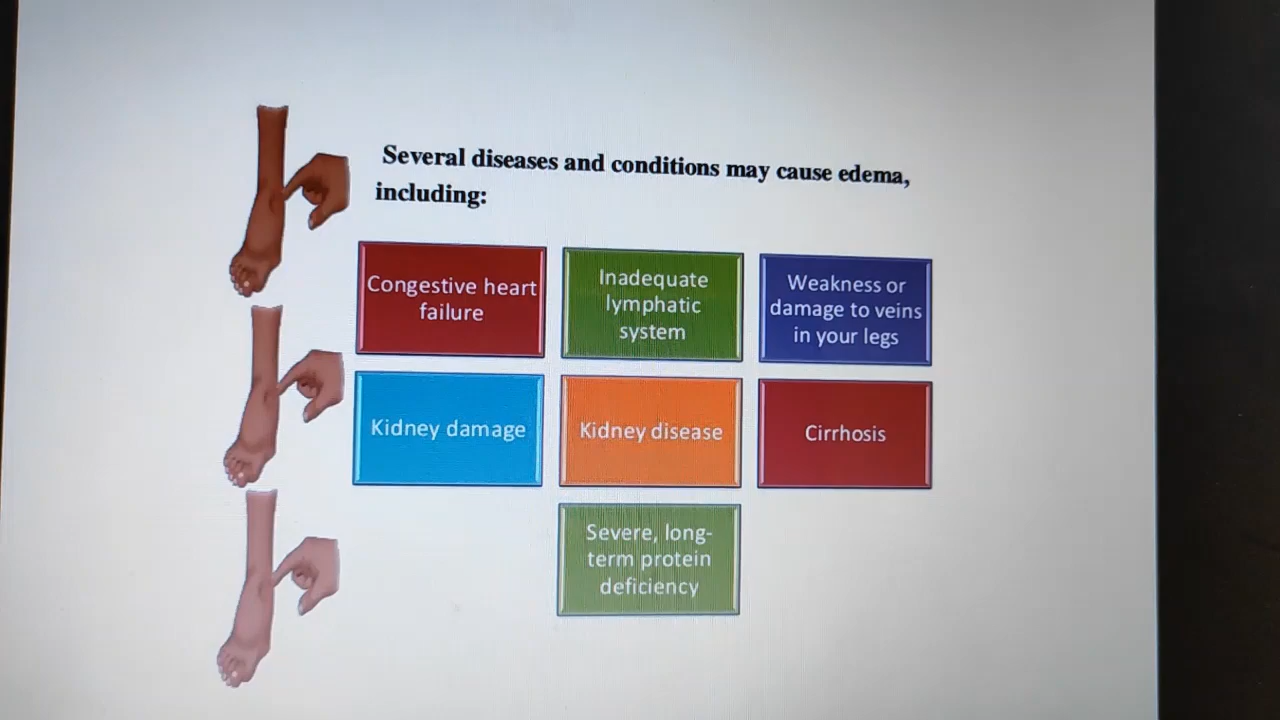 Several diseases and conditions may cause edema,
including:
Congestive heart
failure
Inadequate
lymphatic
system
Weakness or
damage to veins
in your legs
Kidney damage
Kidney disease
Cirrhosis
Severe, long-
term protein
deficiency